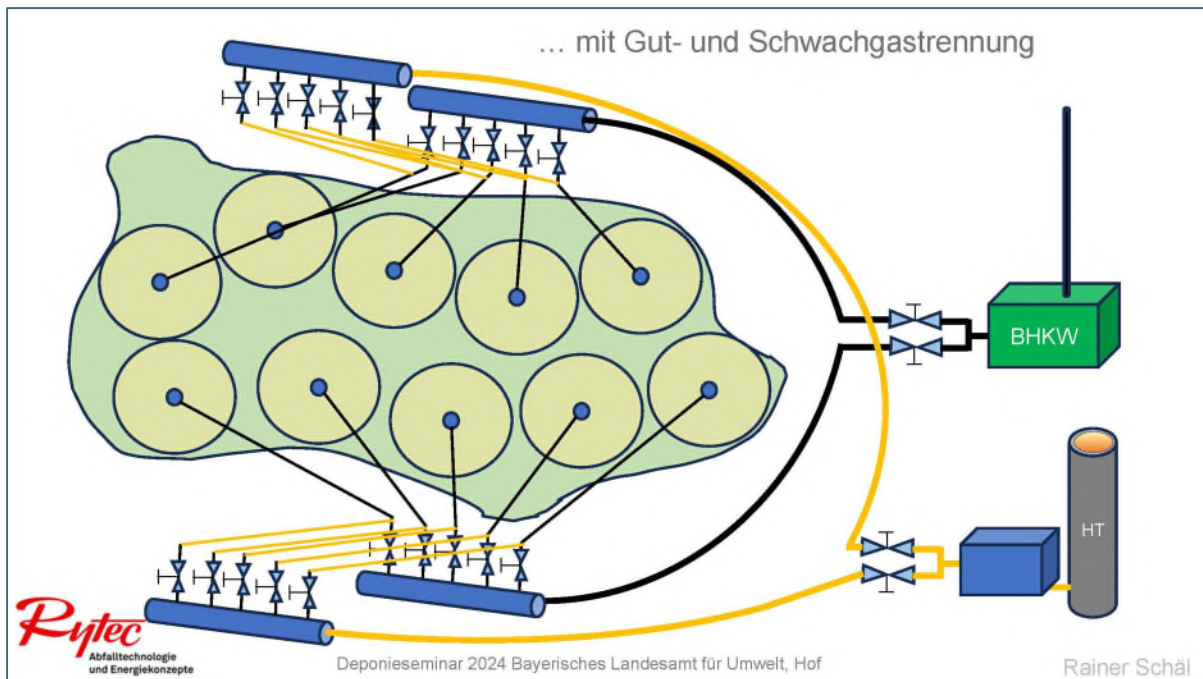 … mit Gut- und Schwachgastrennung
BHKW
HT
Rytec
Abfalltechnologie
und Energiekonzepte
Deponieseminar 2024 Bayerisches Landesamt für Umwelt, Hof
Rainer Schäl